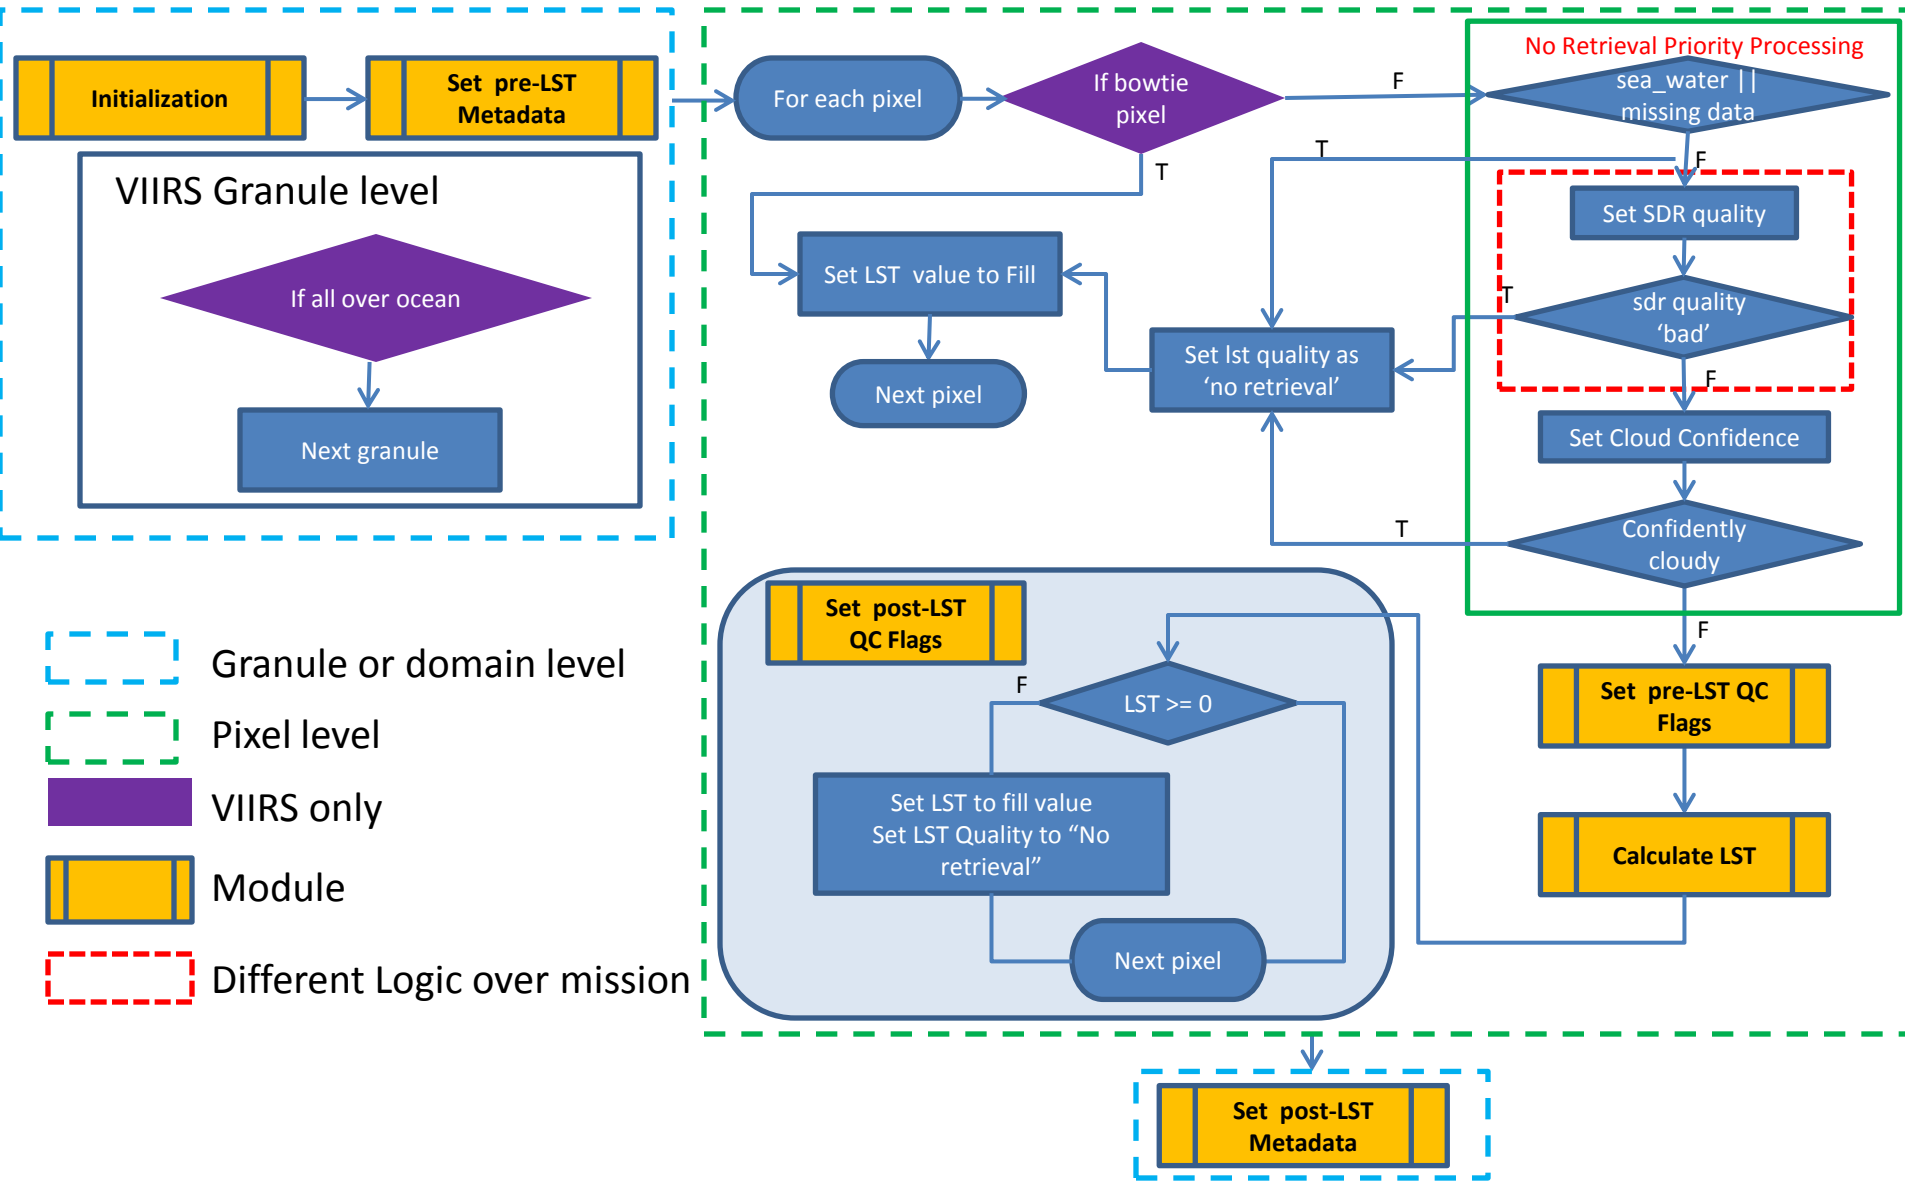 Initialization
Set pre-LST
Metadata
VIIRS Granule level
If all over ocean
Next granule
For each pixel
If bowtie
pixel
F
T
No Retrieval Priority Processing
sea_water ||
missing data
T
F
Set SDR quality
sdr quality
‘bad’
T
F
Set LST value to Fill
Next pixel
Set lst quality as
‘no retrieval’
Set Cloud Confidence
Confidently
cloudy
T
F
Set pre-LST QC
Flags
Calculate LST
Set post-LST
QC Flags
LST >= 0
F
Set LST to fill value
Set LST Quality to “No
retrieval”
Next pixel
Granule or domain level
Pixel level
VIIRS only
Module
Different Logic over mission
Set post-LST
Metadata